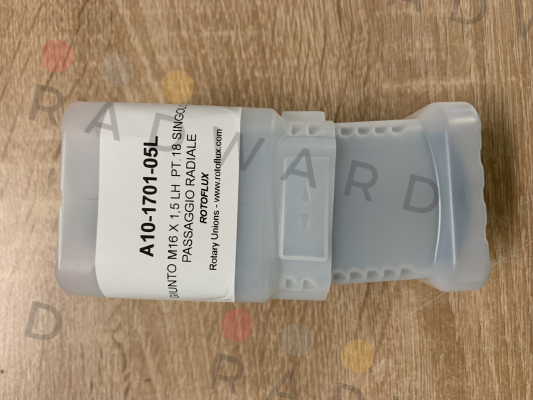 A10-1701-05L
GIUNTO M16 X 1,5 LH PT.18 SINGOLO
PASSAGGIO RADIALE
ROTOFLUX
Rotary Unions - www.rotoflux.com
RADWARD
RADWARD